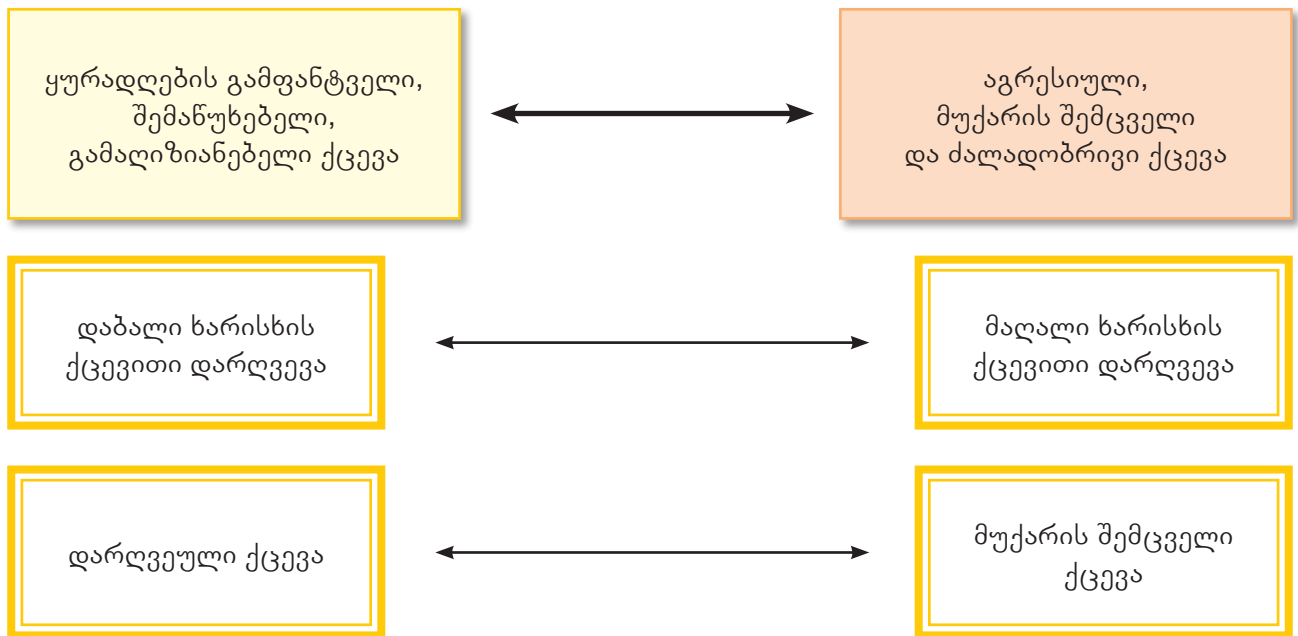 ყურადღების გამფანტველი,
შემაწუხებელი,
გამაღიზიანებელი ქცევა
აგრესიული,
მუქარის შემცველი
და ძალადობრივი ქცევა
დაბალი ხარისხის
ქცევითი დარღვევა
მაღალი ხარისხის
ქცევითი დარღვევა
დარღვეული ქცევა
მუქარის შემცველი
ქცევა